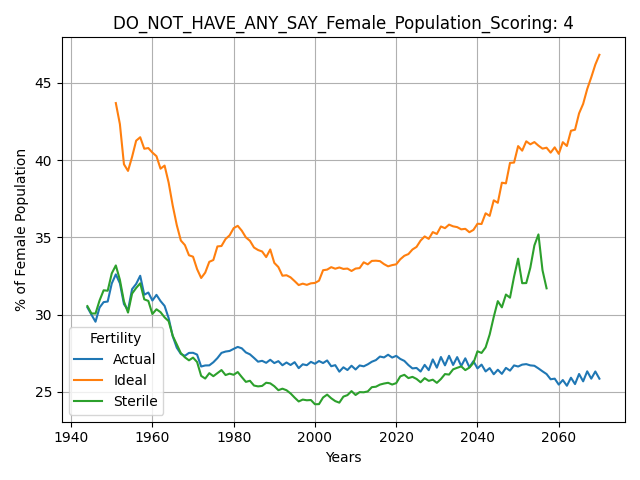 DO_NOT_HAVE_ANY_SAY_Female_Population_Scoring: 4
% of Female Population
45
40
35
30
25
Fertility
Actual
Ideal
Sterile
1940 1960 1980 2000 2020 2040 2060
Years